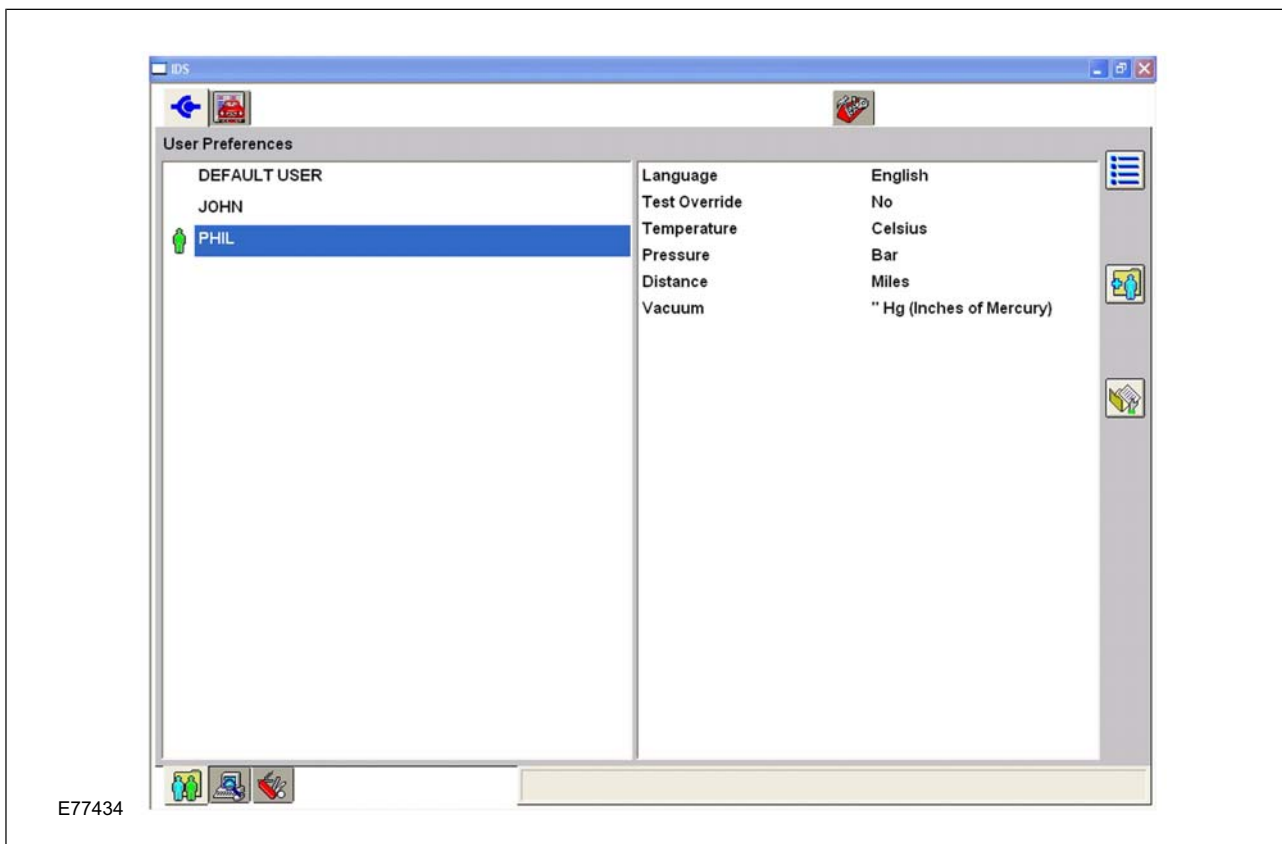 IDS
User Preferences
DEFAULT USER
JOHN
PHIL
Language English
Test Override No
Temperature Celsius
Pressure Bar
Distance Miles
Vacuum " Hg (Inches of Mercury)
E77434